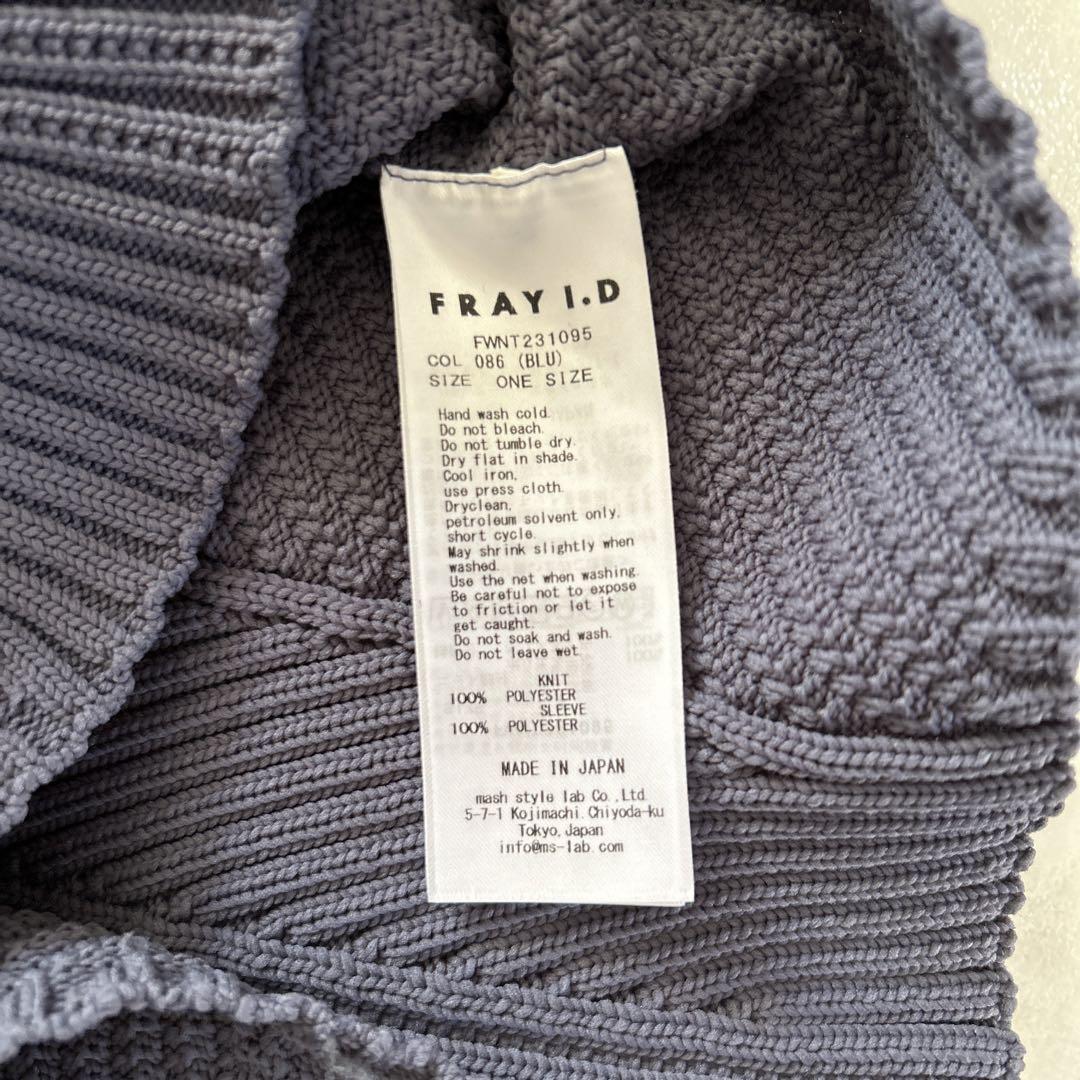 FRAY I.D
FWNT231095
COL 086 (BLU)
SIZE ONE SIZE
Hand wash cold.
Do not bleach.
Do not tumble dry.
Dry flat in shade.
Cool iron,
use press cloth.
Dryclean,
petroleum solvent only,
short cycle.
May shrink slightly when
washed.
Use the net when washing.
Be careful not to expose
to friction or let it
get caught.
Do not soak and wash.
Do not leave wet.
KNIT
100% POLYESTER
SLEEVE
100% POLYESTER
MADE IN JAPAN
mash style lab Co.,Ltd.
5-7-1 Kojimachi.Chiyoda-ku
Tokyo,Japan
info@ms-lab.com